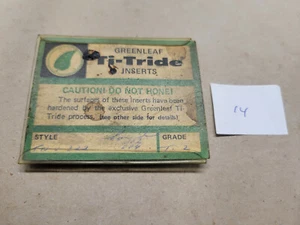 GREENLEAF
Ti-Tride
INSERTS
CAUTION! DO NOT HONE!
The surfaces of these Inserts have been
hardened by the exclusive Greenleaf Ti-
Tride process. (See other side for details)
STYLE
GRADE
14